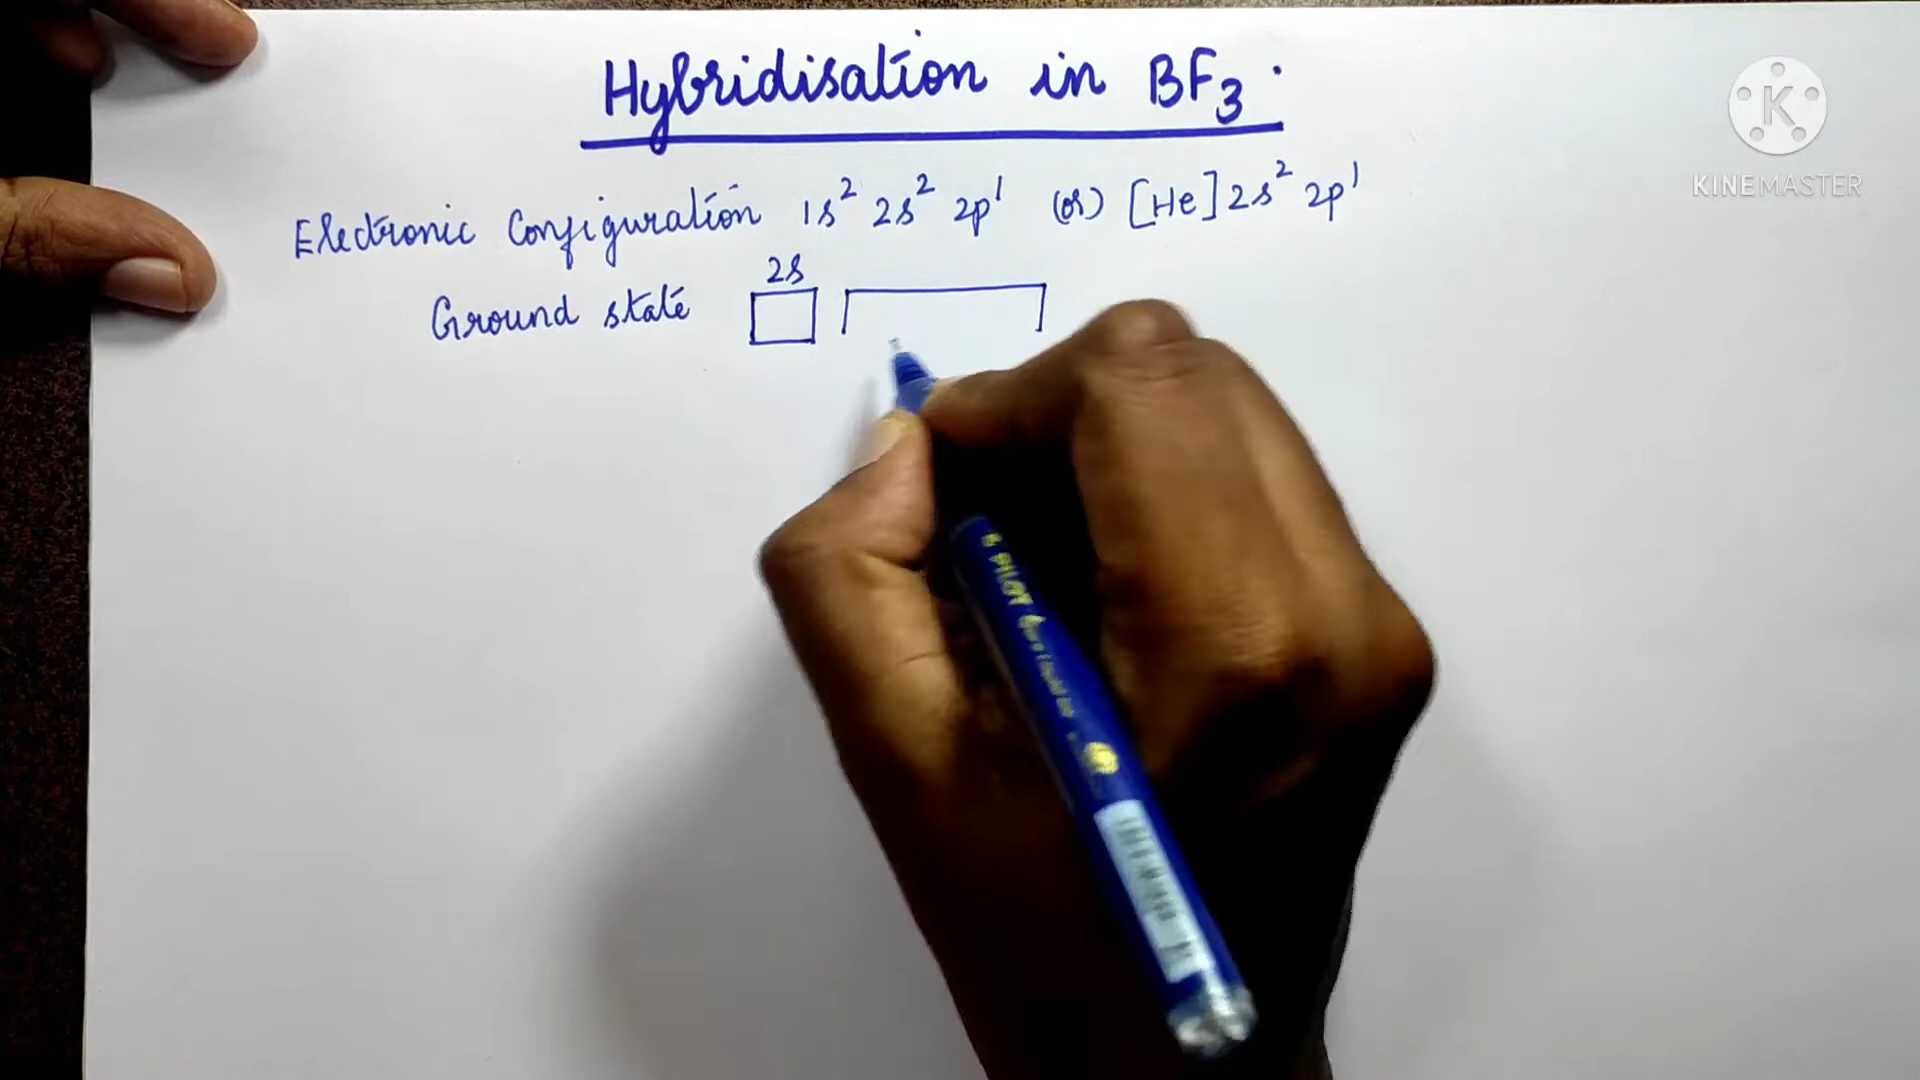 Hybridisation in BF₃.
Electronic Configuration 1s² 2s² 2p¹ (or) [He] 2s² 2p¹
2s
Ground state
K
KINEMASTER
PILOT